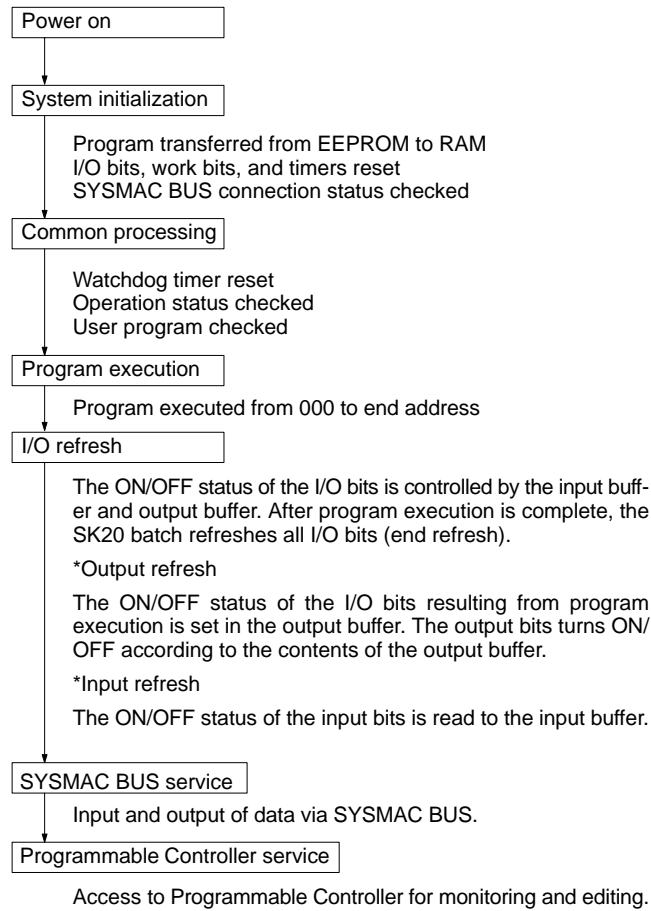 Power on
System initialization
Program transferred from EEPROM to RAM
I/O bits, work bits, and timers reset
SYSMAC BUS connection status checked
Common processing
Watchdog timer reset
Operation status checked
User program checked
Program execution
Program executed from 000 to end address
I/O refresh
The ON/OFF status of the I/O bits is controlled by the input buff-
er and output buffer. After program execution is complete, the
SK20 batch refreshes all I/O bits (end refresh).
*Output refresh
The ON/OFF status of the I/O bits resulting from program
execution is set in the output buffer. The output bits turns ON/
OFF according to the contents of the output buffer.
*Input refresh
The ON/OFF status of the input bits is read to the input buffer.
SYSMAC BUS service
Input and output of data via SYSMAC BUS.
Programmable Controller service
Access to Programmable Controller for monitoring and editing.